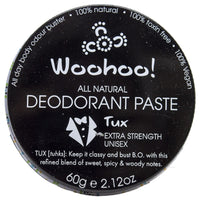 All day body odour buster • 100% natural • 100% toxin free • 100% Vegan
Woohoo!
ALL NATURAL
DEODORANT PASTE
Tux
EXTRA STRENGTH
UNISEX
TUX [tuhks]: Keep it classy and bust B.O. with this
refined blend of sweet, spicy & woody notes.
60g e 2.12oz